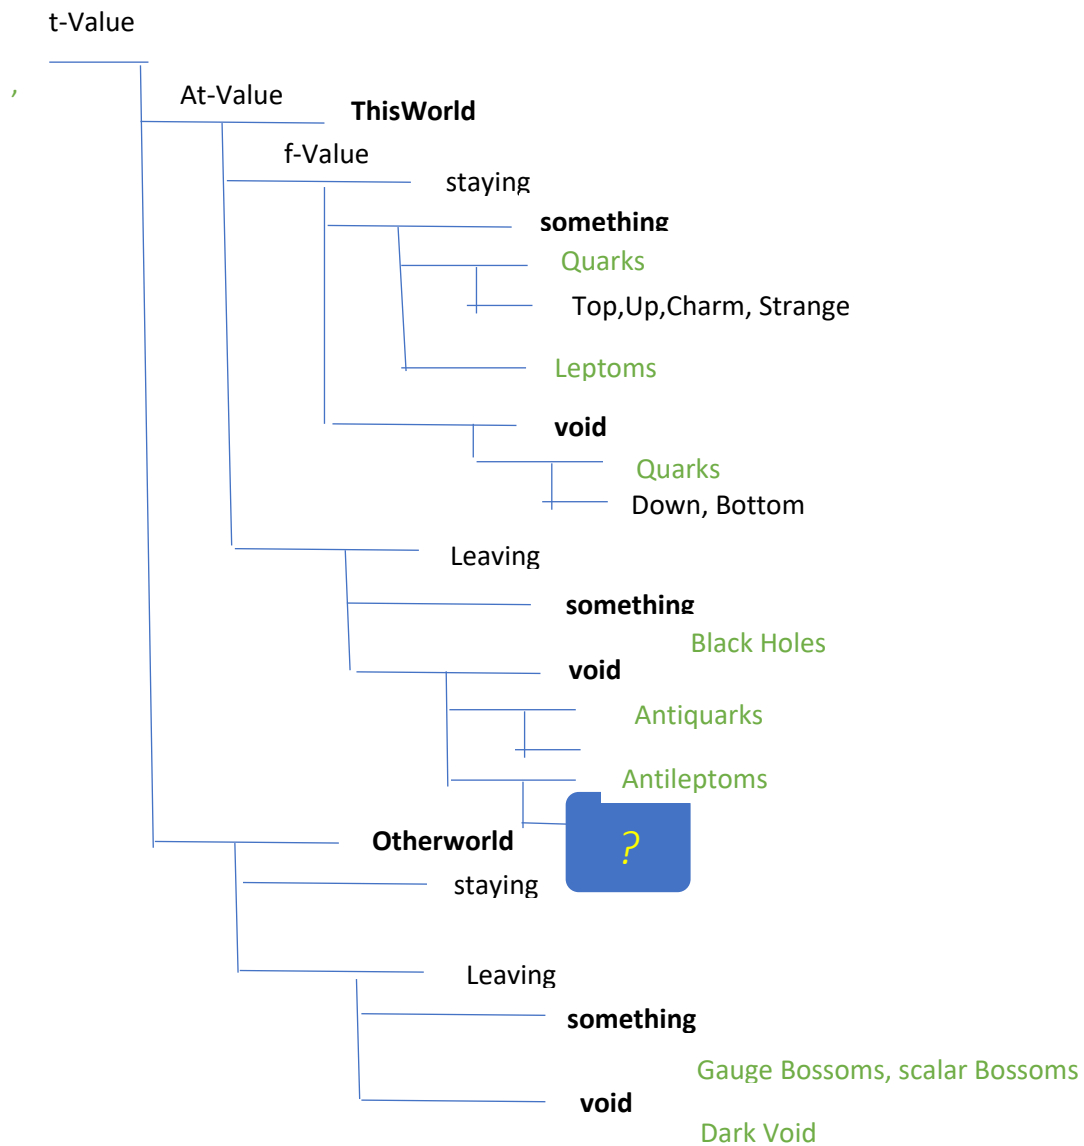 t-Value
,
At-Value
ThisWorld
f-Value
staying
something
Quarks
Top,Up,Charm, Strange
Leptoms
void
Quarks
Down, Bottom
Leaving
something
Black Holes
void
Antiquarks
Antileptoms
Otherworld
?
staying
Leaving
something
Gauge Bossoms, scalar Bossoms
void
Dark Void